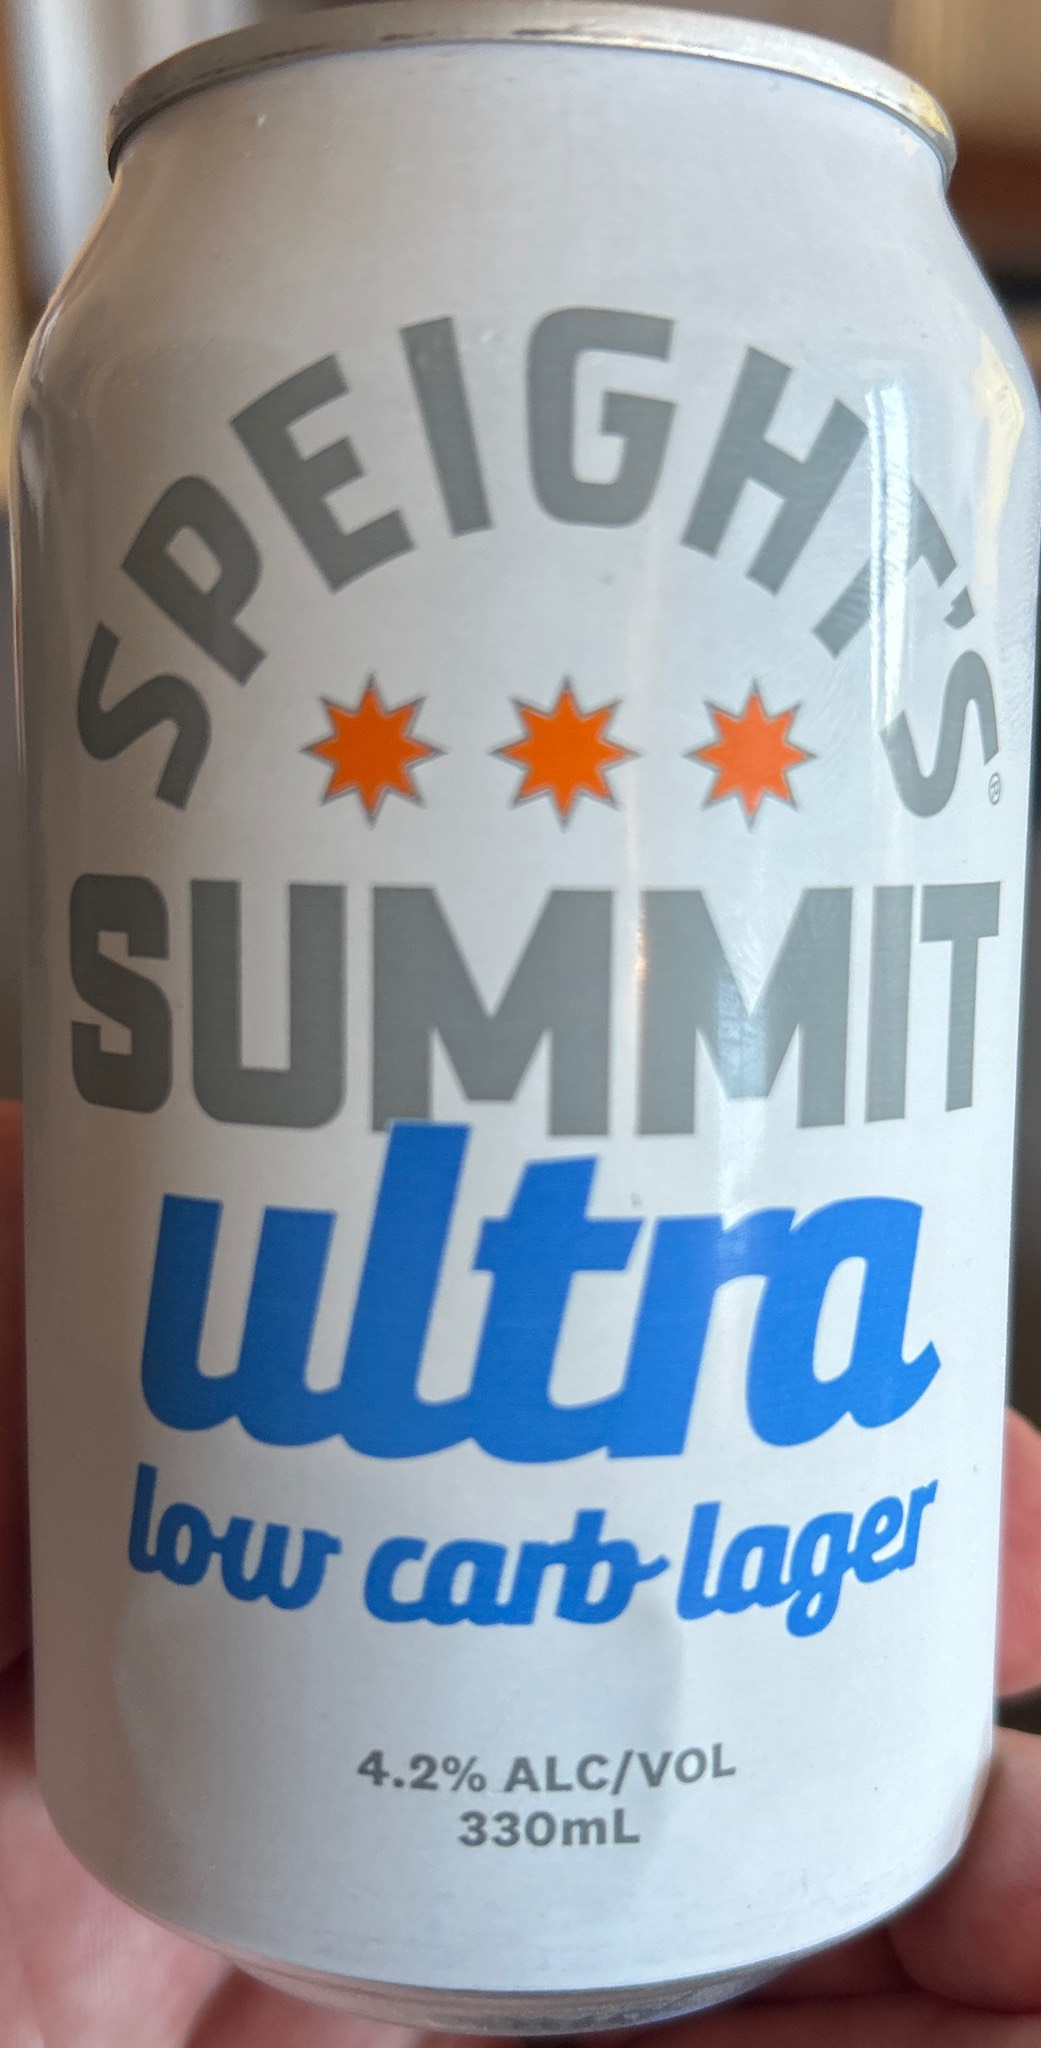 SPEIGHT'S®
SUMMIT
ultra
low carb lager
4.2% ALC/VOL
330mL